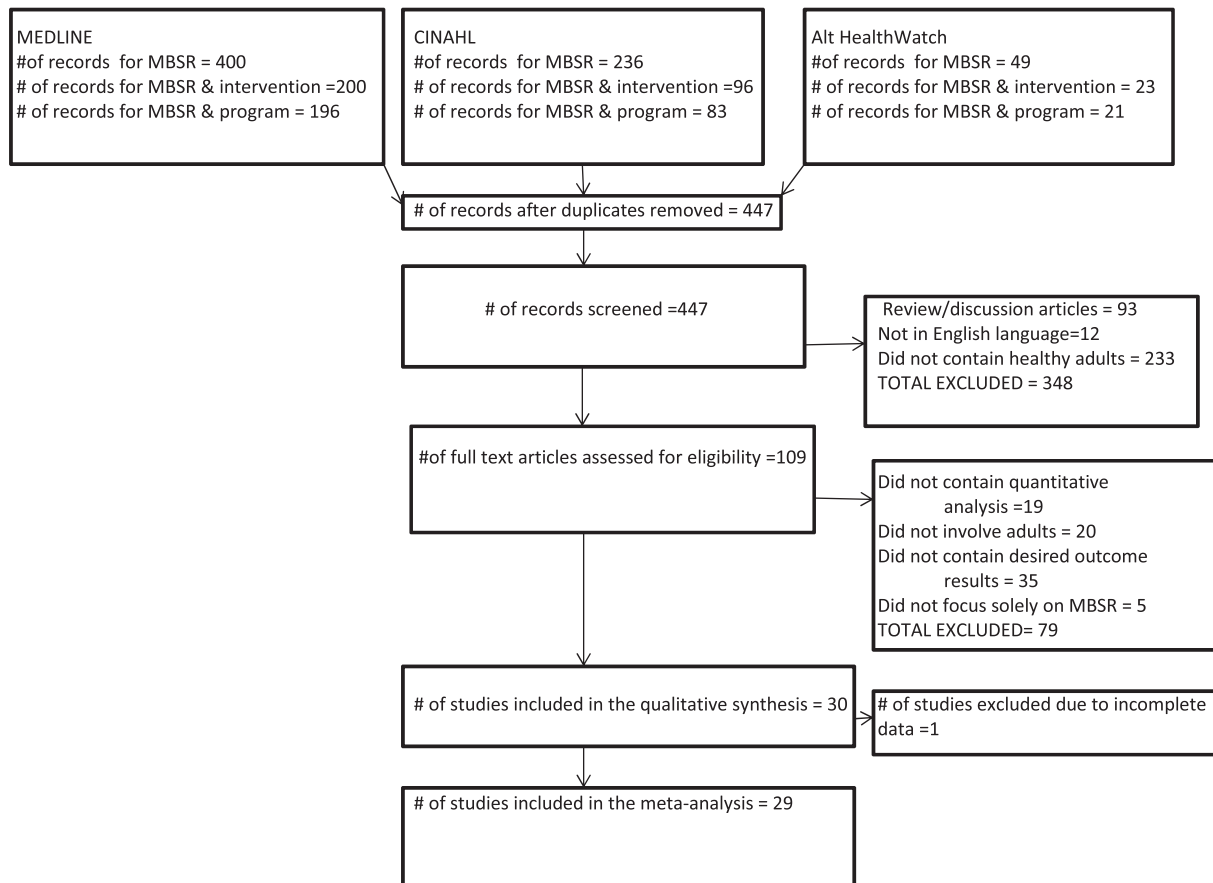 MEDLINE
#of records  for MBSR = 400
# of records for MBSR & intervention =200
# of records for MBSR & program = 196
CINAHL
#of records  for MBSR = 236
# of records for MBSR & intervention =96
# of records for MBSR & program = 83
Alt HealthWatch
#of records  for MBSR = 49
# of records for MBSR & intervention = 23
# of records for MBSR & program = 21
# of records after duplicates removed = 447
# of records screened =447
Review/discussion articles = 93
Not in English language=12
Did not contain healthy adults = 233
TOTAL EXCLUDED = 348
#of full text articles assessed for eligibility =109
Did not contain quantitative
analysis =19
Did not involve adults = 20
Did not contain desired outcome
results = 35
Did not focus solely on MBSR = 5
TOTAL EXCLUDED= 79
# of studies included in the qualitative synthesis = 30
# of studies excluded due to incomplete
data =1
# of studies included in the meta-analysis = 29